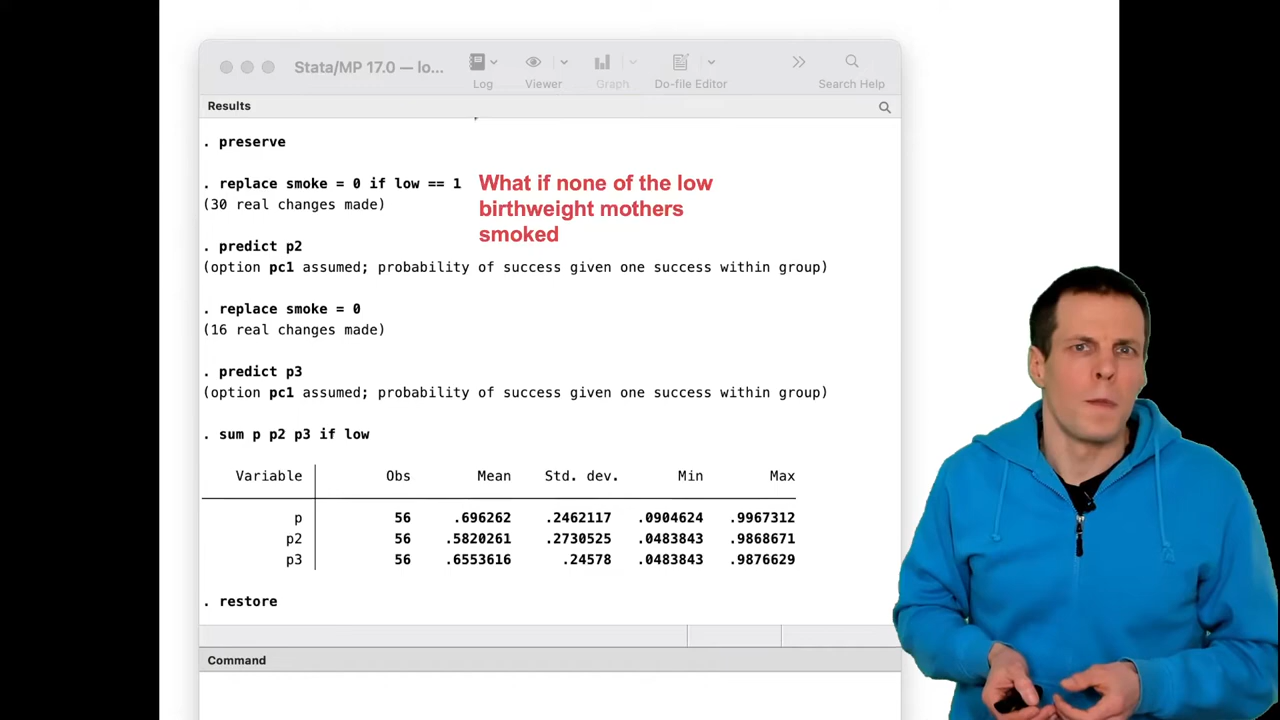 Stata/MP 17.0 — lo...
Log
Viewer
Graph
Do-file Editor
Search Help
Results
. preserve
. replace smoke = 0 if low == 1
(30 real changes made)
What if none of the low
birthweight mothers
smoked
. predict p2
(option pc1 assumed; probability of success given one success within group)
. replace smoke = 0
(16 real changes made)
. predict p3
(option pc1 assumed; probability of success given one success within group)
. sum p p2 p3 if low
Variable | Obs Mean Std. dev. Min Max
p | 56 .696262 .2462117 .0904624 .9967312
p2 | 56 .5820261 .2730525 .0483843 .9868671
p3 | 56 .6553616 .24578 .0483843 .9876629
. restore
Command